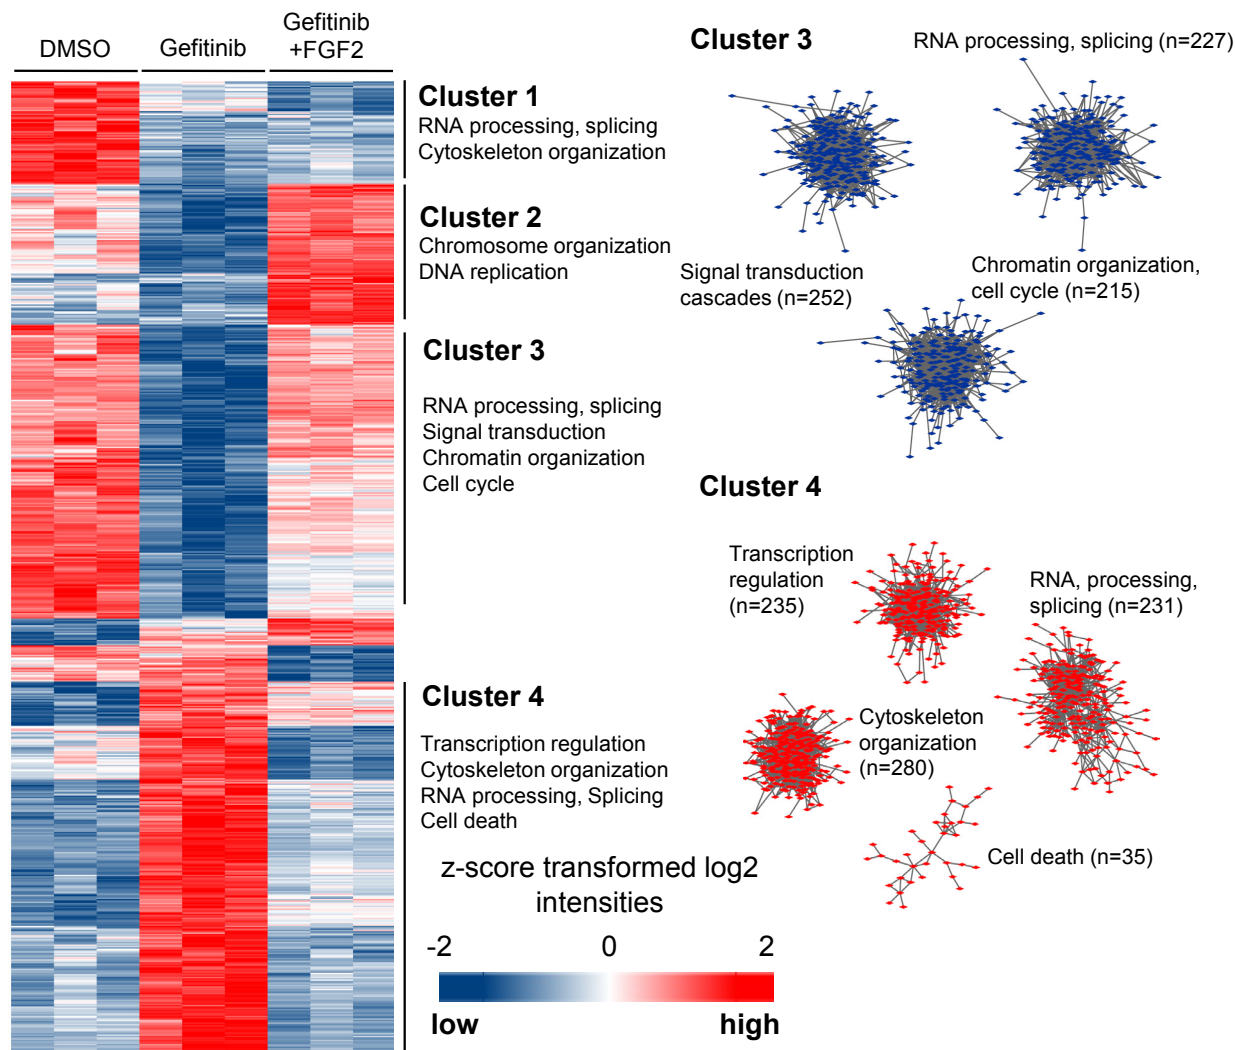 DMSO
Gefitinib
Gefitinib
+FGF2
Cluster 1
RNA processing, splicing
Cytoskeleton organization
Cluster 2
Chromosome organization
DNA replication
Cluster 3
RNA processing, splicing
Signal transduction
Chromatin organization
Cell cycle
Cluster 4
Transcription regulation
Cytoskeleton organization
RNA processing, Splicing
Cell death
z-score transformed log2
intensities
-2 0 2
low high
Cluster 3
RNA processing, splicing (n=227)
Signal transduction
cascades (n=252)
Chromatin organization,
cell cycle (n=215)
Cluster 4
Transcription
regulation
(n=235)
RNA, processing,
splicing (n=231)
Cytoskeleton
organization
(n=280)
Cell death (n=35)